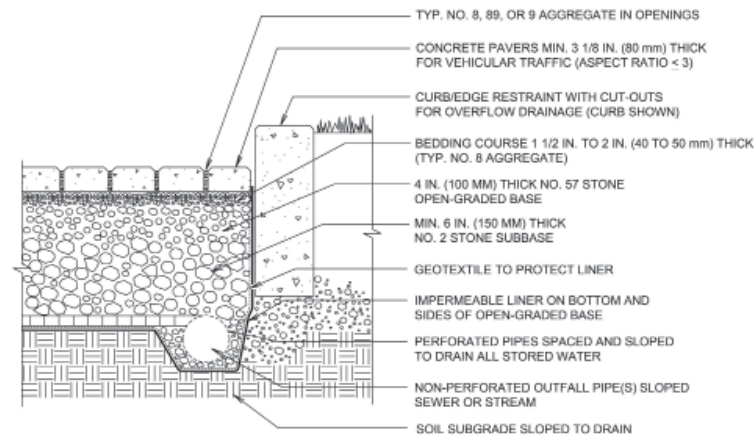 TYP. NO. 8, 89, OR 9 AGGREGATE IN OPENINGS
CONCRETE PAVERS MIN. 3 1/8 IN. (80 mm) THICK
FOR VEHICULAR TRAFFIC (ASPECT RATIO ≤ 3)
CURB/EDGE RESTRAINT WITH CUT-OUTS
FOR OVERFLOW DRAINAGE (CURB SHOWN)
BEDDING COURSE 1 1/2 IN. TO 2 IN. (40 TO 50 mm) THICK
(TYP. NO. 8 AGGREGATE)
4 IN. (100 MM) THICK NO. 57 STONE
OPEN-GRADED BASE
MIN. 6 IN. (150 MM) THICK
NO. 2 STONE SUBBASE
GEOTEXTILE TO PROTECT LINER
IMPERMEABLE LINER ON BOTTOM AND
SIDES OF OPEN-GRADED BASE
PERFORATED PIPES SPACED AND SLOPED
TO DRAIN ALL STORED WATER
NON-PERFORATED OUTFALL PIPE(S) SLOPED
SEWER OR STREAM
SOIL SUBGRADE SLOPED TO DRAIN